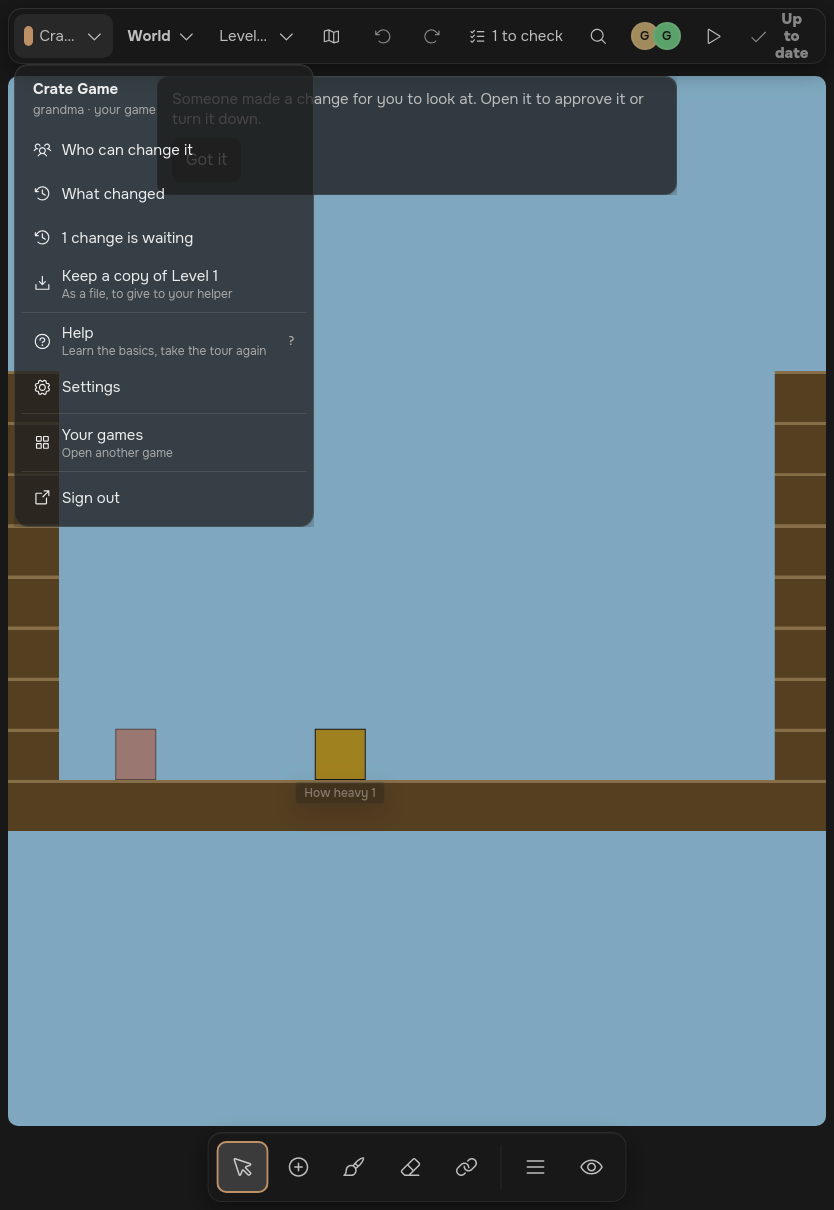 Cra...
World
Level...
1 to check
G
G
Up
to
date
Crate Game
grandma · your game
Someone made a change for you to look at. Open it to approve it or
turn it down.
Got it
Who can change it
What changed
1 change is waiting
Keep a copy of Level 1
As a file, to give to your helper
Help
Learn the basics, take the tour again
?
Settings
Your games
Open another game
Sign out
How heavy 1